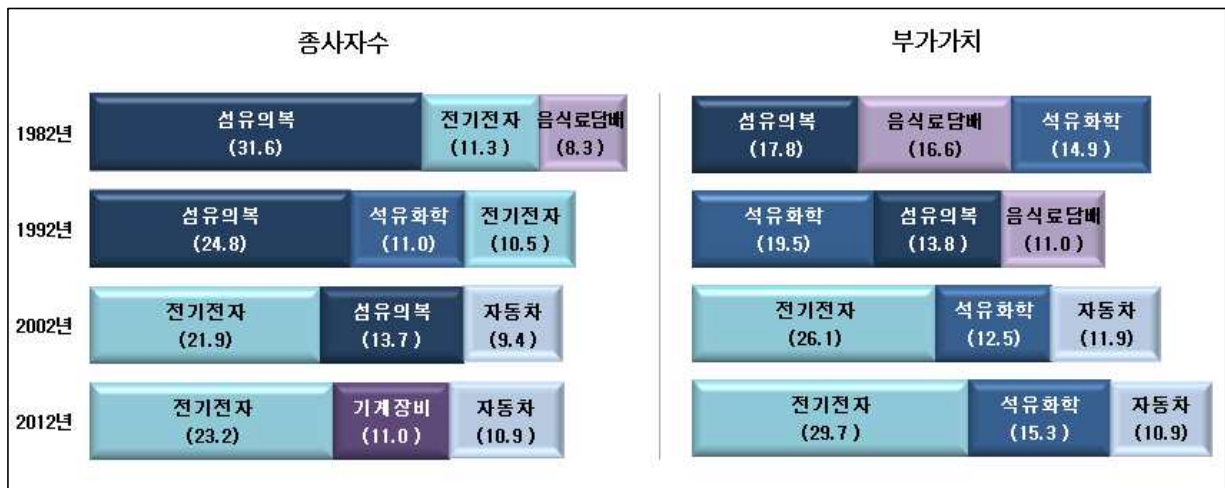 종사자수
부가가치
1982년
섬유의복
(31.6)
전기전자
(11.3)
음식료담배
(8.3)
섬유의복
(17.8)
음식료담배
(16.6)
석유화학
(14.9 )
1992년
섬유의복
(24.8)
석유화학
(11.0)
전기전자
(10.5)
석유화학
(19.5)
섬유의복
(13.8 )
음식료담배
(11.0 )
2002년
전기전자
(21.9)
섬유의복
(13.7)
자동차
(9.4 )
전기전자
(26.1)
석유화학
(12.5)
자동차
(11.9)
2012년
전기전자
(23.2)
기계장비
(11.0 )
자동차
(10.9)
전기전자
(29.7)
석유화학
(15.3 )
자동차
(10.9)